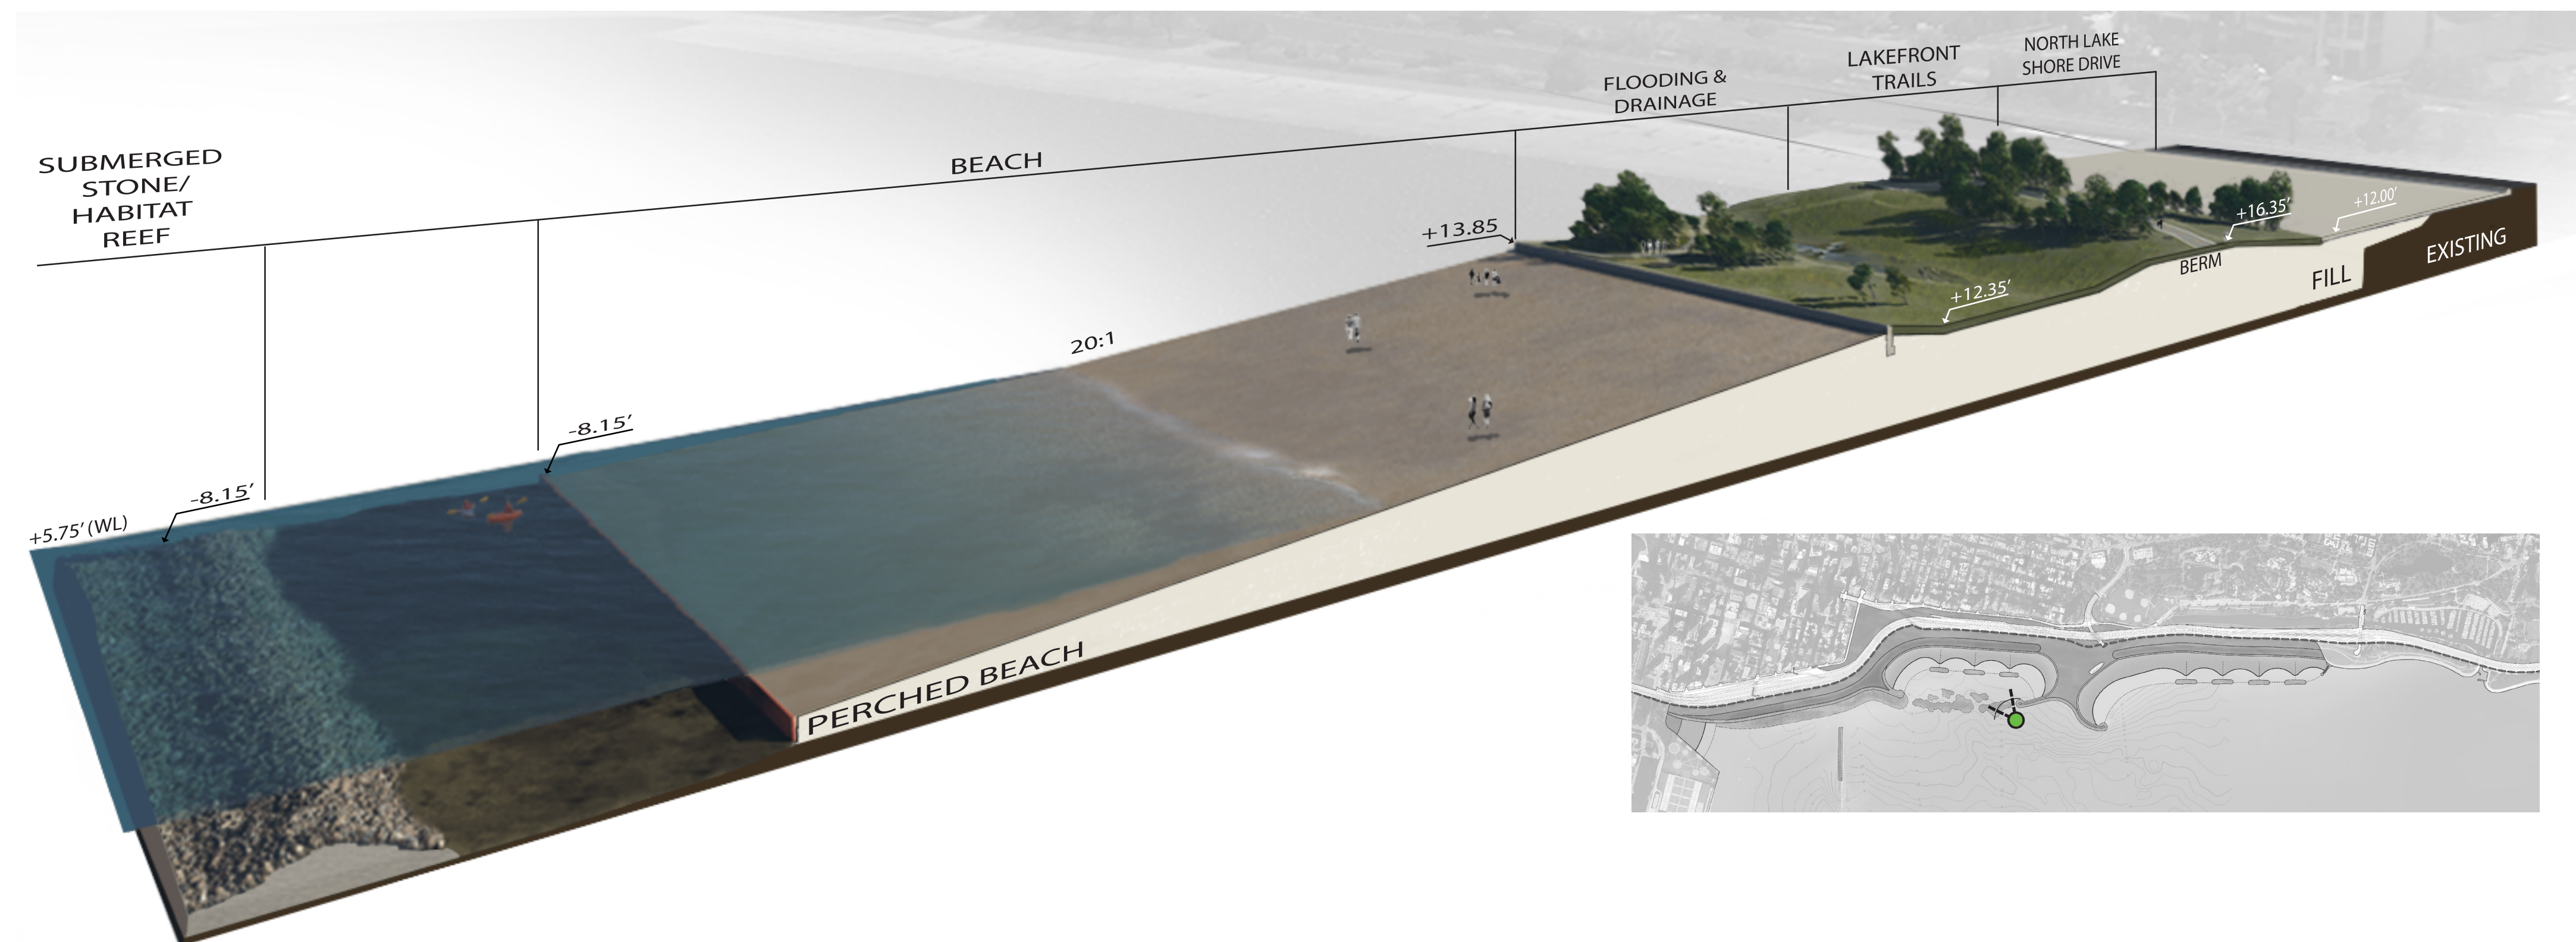 SUBMERGED
STONE/
HABITAT
REEF
BEACH
FLOODING &
DRAINAGE
LAKEFRONT
TRAILS
NORTH LAKE
SHORE DRIVE
+5.75' (WL)
-8.15'
-8.15'
20:1
+13.85
+12.35'
BERM
+16.35'
+12.00'
FILL
EXISTING
PERCHED BEACH